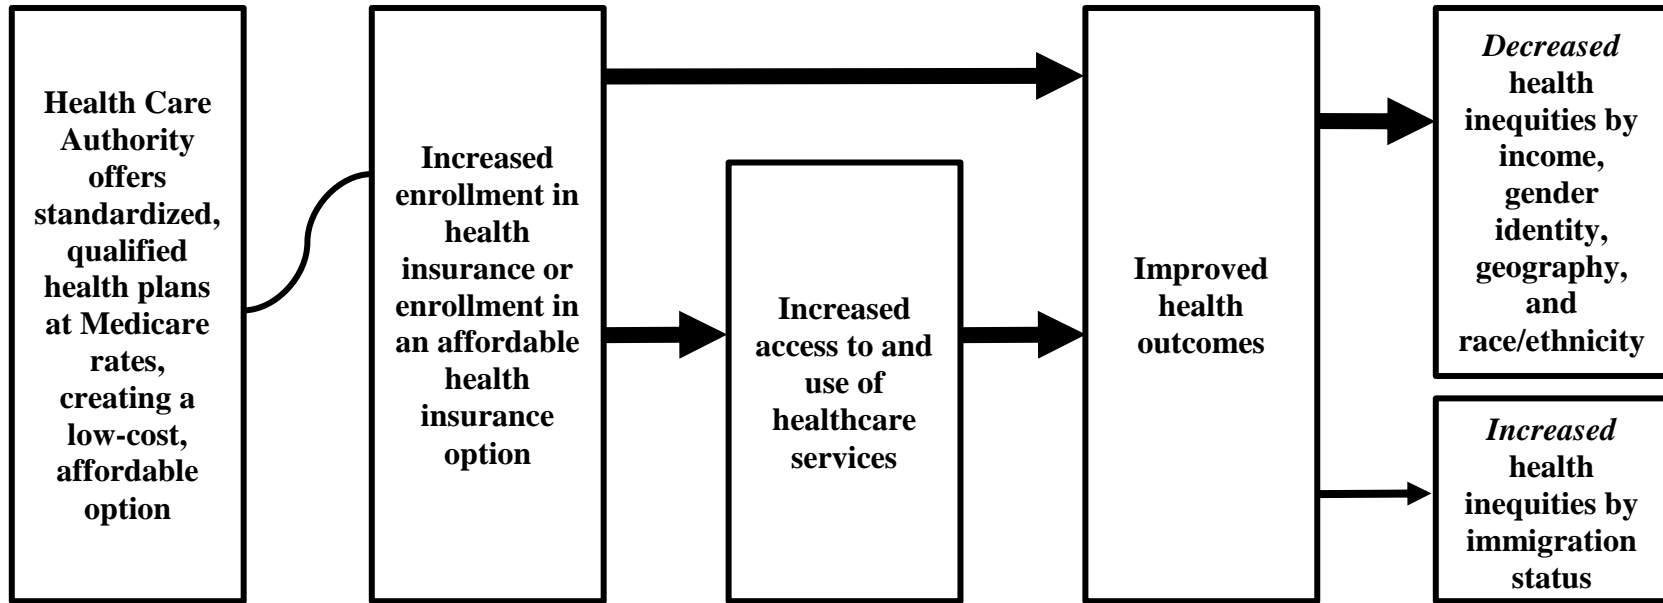 Health Care
Authority
offers
standardized,
qualified
health plans
at Medicare
rates,
creating a
low-cost,
affordable
option
Increased
enrollment in
health
insurance or
enrollment in
an affordable
health
insurance
option
Increased
access to and
use of
healthcare
services
Improved
health
outcomes
Decreased
health
inequities by
income,
gender
identity,
geography,
and
race/ethnicity
Increased
health
inequities by
immigration
status